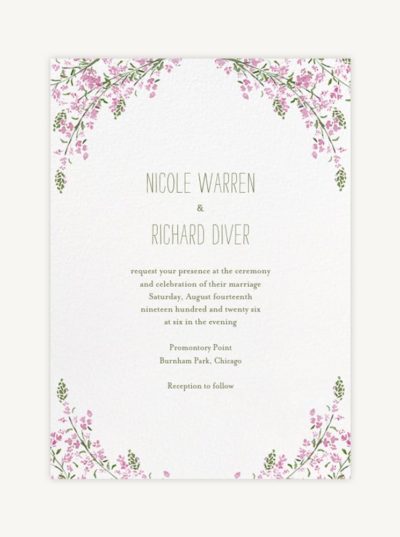 NICOLE WARREN
&
RICHARD DIVER
request your presence at the ceremony
and celebration of their marriage
Saturday, August fourteenth
nineteen hundred and twenty six
at six in the evening
Promontory Point
Burnham Park, Chicago
Reception to follow